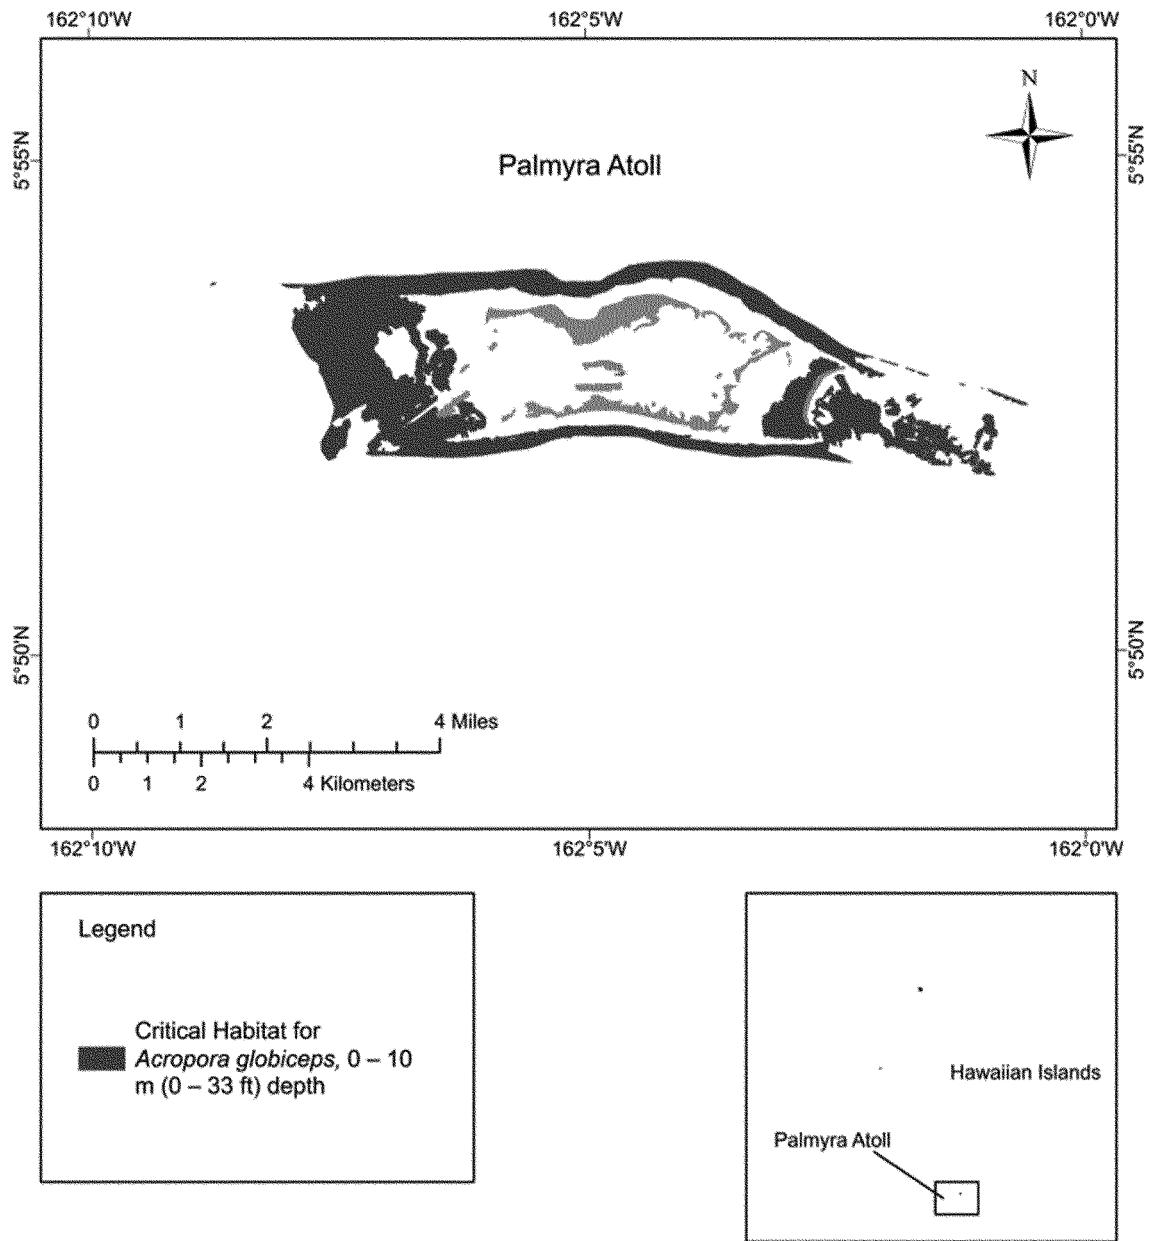 162°10'W 162°5'W 162°0'W
N
5°55'N 5°55'N
Palmyra Atoll
5°50'N 5°50'N
0 1 2 4 Miles
0 1 2 4 Kilometers
162°10'W 162°5'W 162°0'W
Legend
Critical Habitat for
Acropora globiceps, 0 – 10
m (0 – 33 ft) depth
Hawaiian Islands
Palmyra Atoll